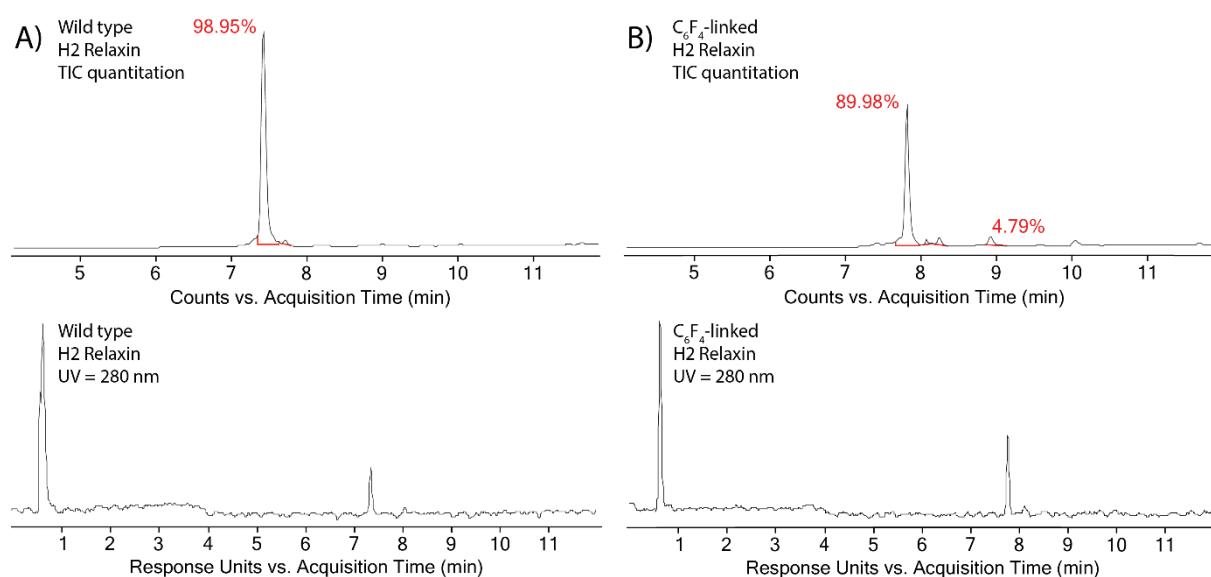 A)
Wild type
H2 Relaxin
TIC quantitation
98.95%
5 6 7 8 9 10 11
Counts vs. Acquisition Time (min)
B)
C₆F₄-linked
H2 Relaxin
TIC quantitation
89.98%
4.79%
5 6 7 8 9 10 11
Counts vs. Acquisition Time (min)
Wild type
H2 Relaxin
UV = 280 nm
1 2 3 4 5 6 7 8 9 10 11
Response Units vs. Acquisition Time (min)
C₆F₄-linked
H2 Relaxin
UV = 280 nm
1 2 3 4 5 6 7 8 9 10 11
Response Units vs. Acquisition Time (min)